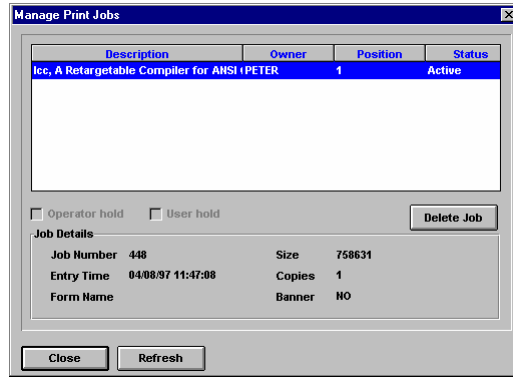 Manage Print Jobs
Description Owner Position Status
lcc, A Retargetable Compiler for ANSI ( PETER 1 Active
Operator hold User hold Delete Job
Job Details
Job Number 448 Size 758631
Entry Time 04/08/97 11:47:08 Copies 1
Form Name Banner NO
Close Refresh